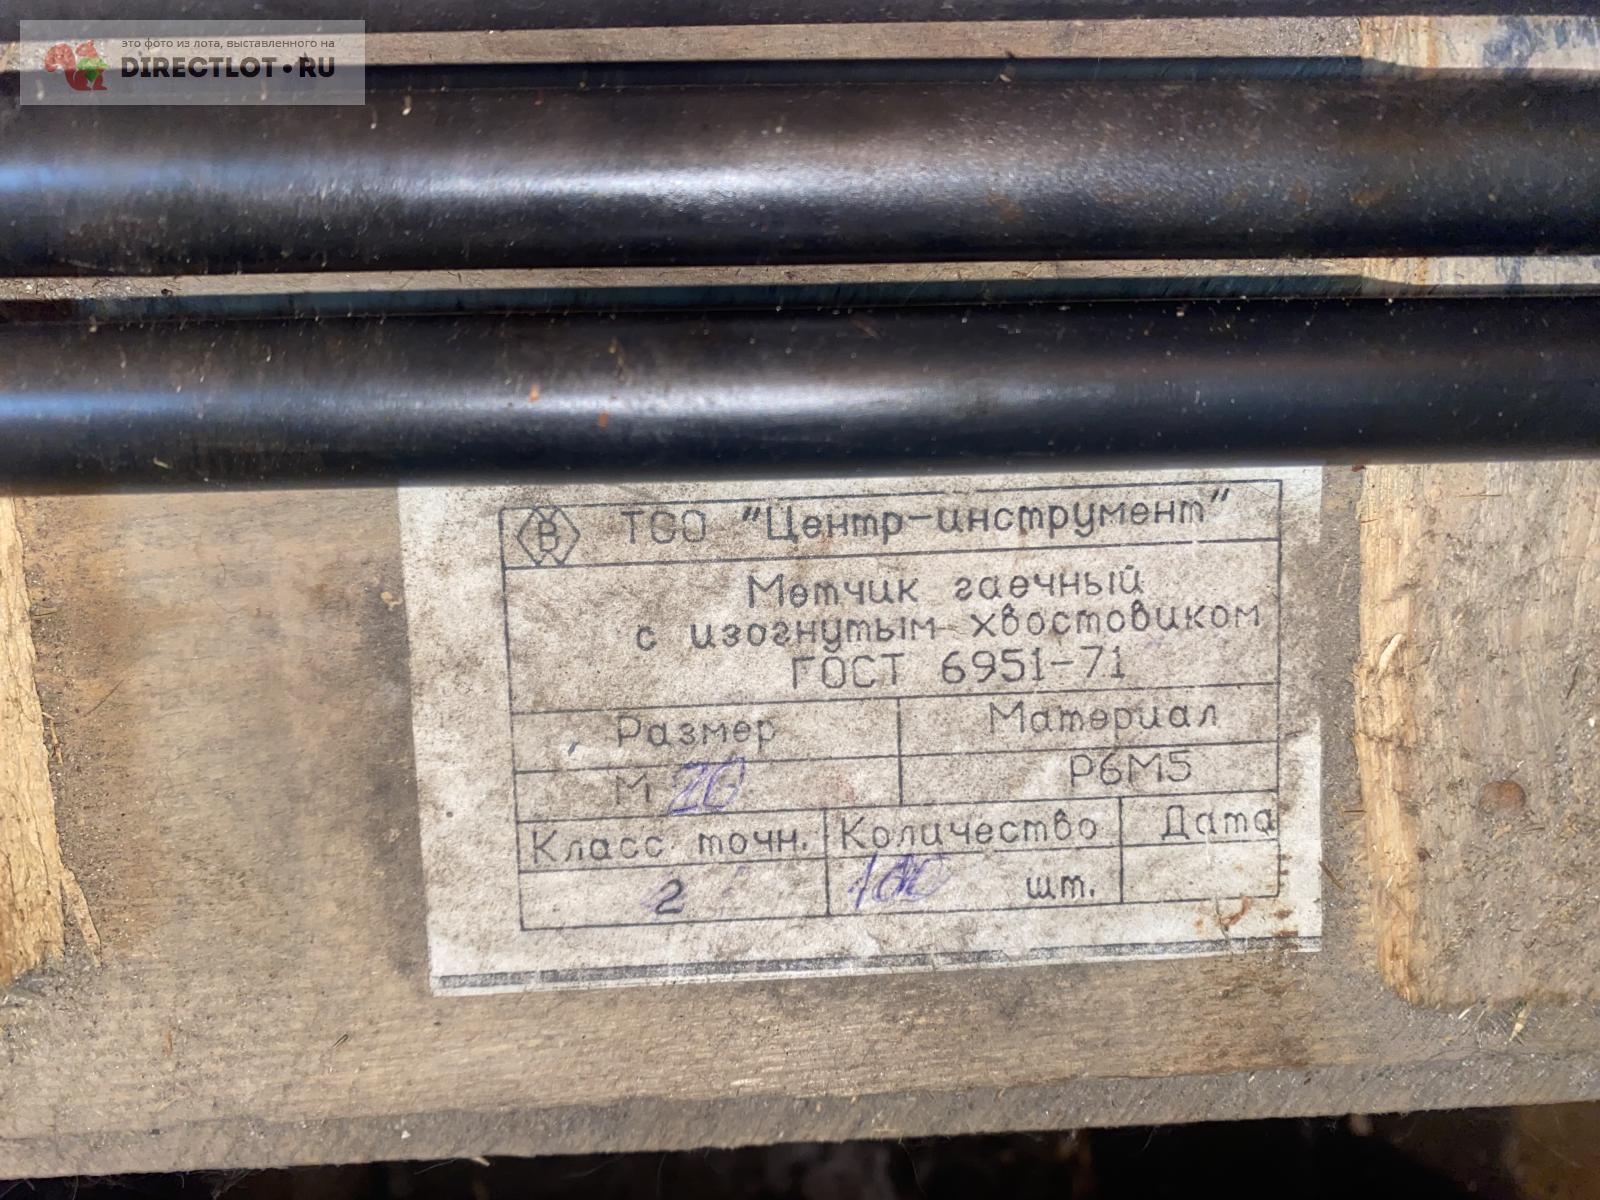 это фото из лота, выставленного на
DIRECTLOT.RU
В ТОО "Центр-инструмент"
Метчик гаечный
с изогнутым хвостовиком
ГОСТ 6951-71
Размер Материал
М 20 Р6М5
Класс точн. Количество Дата
2 100 шт.